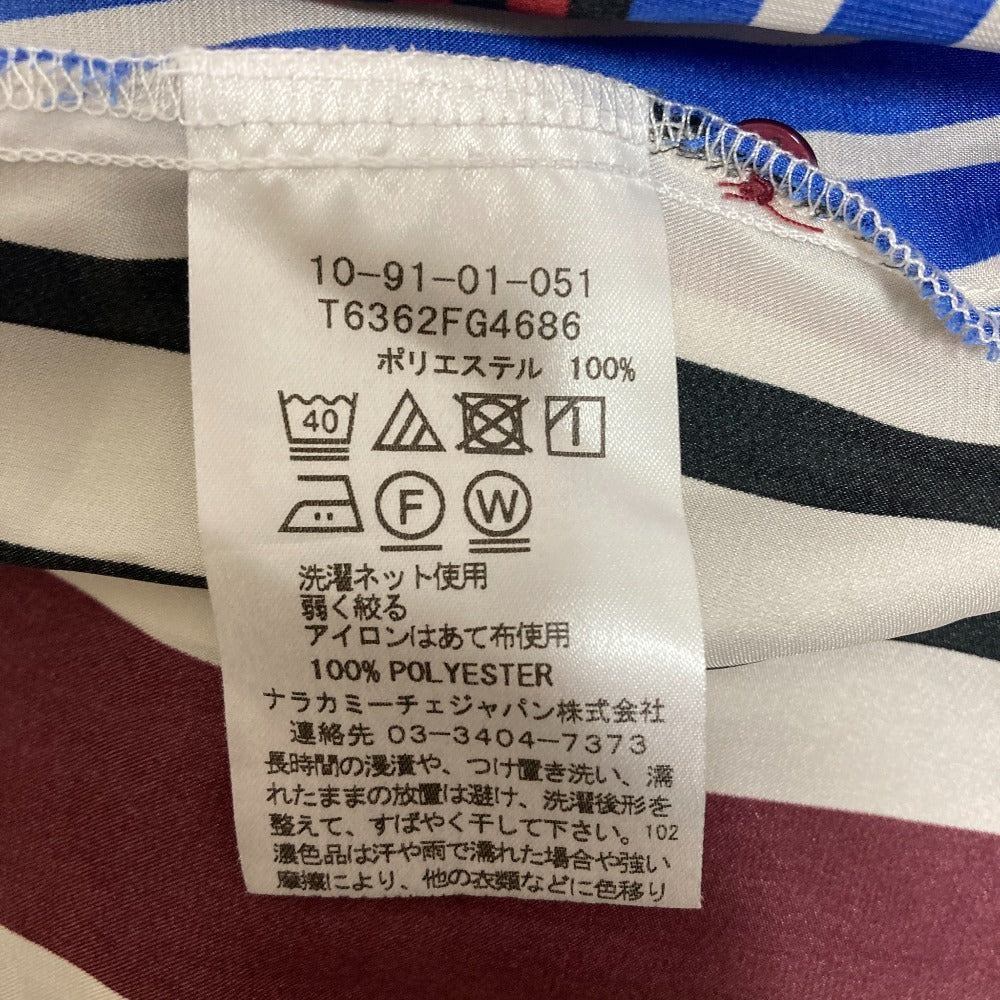 10-91-01-051
T6362FG4686
ポリエステル 100%
40
F W
洗濯ネット使用
弱く絞る
アイロンはあて布使用
100% POLYESTER
ナラカミーチェジャパン株式会社
連絡先 03-3404-7373
長時間の浸漬や、つけ置き洗い、濡
れたままの放置は避け、洗濯後形を
整えて、すばやく干して下さい。102
濃色品は汗や雨で濡れた場合や強い
摩擦により、他の衣類などに色移り